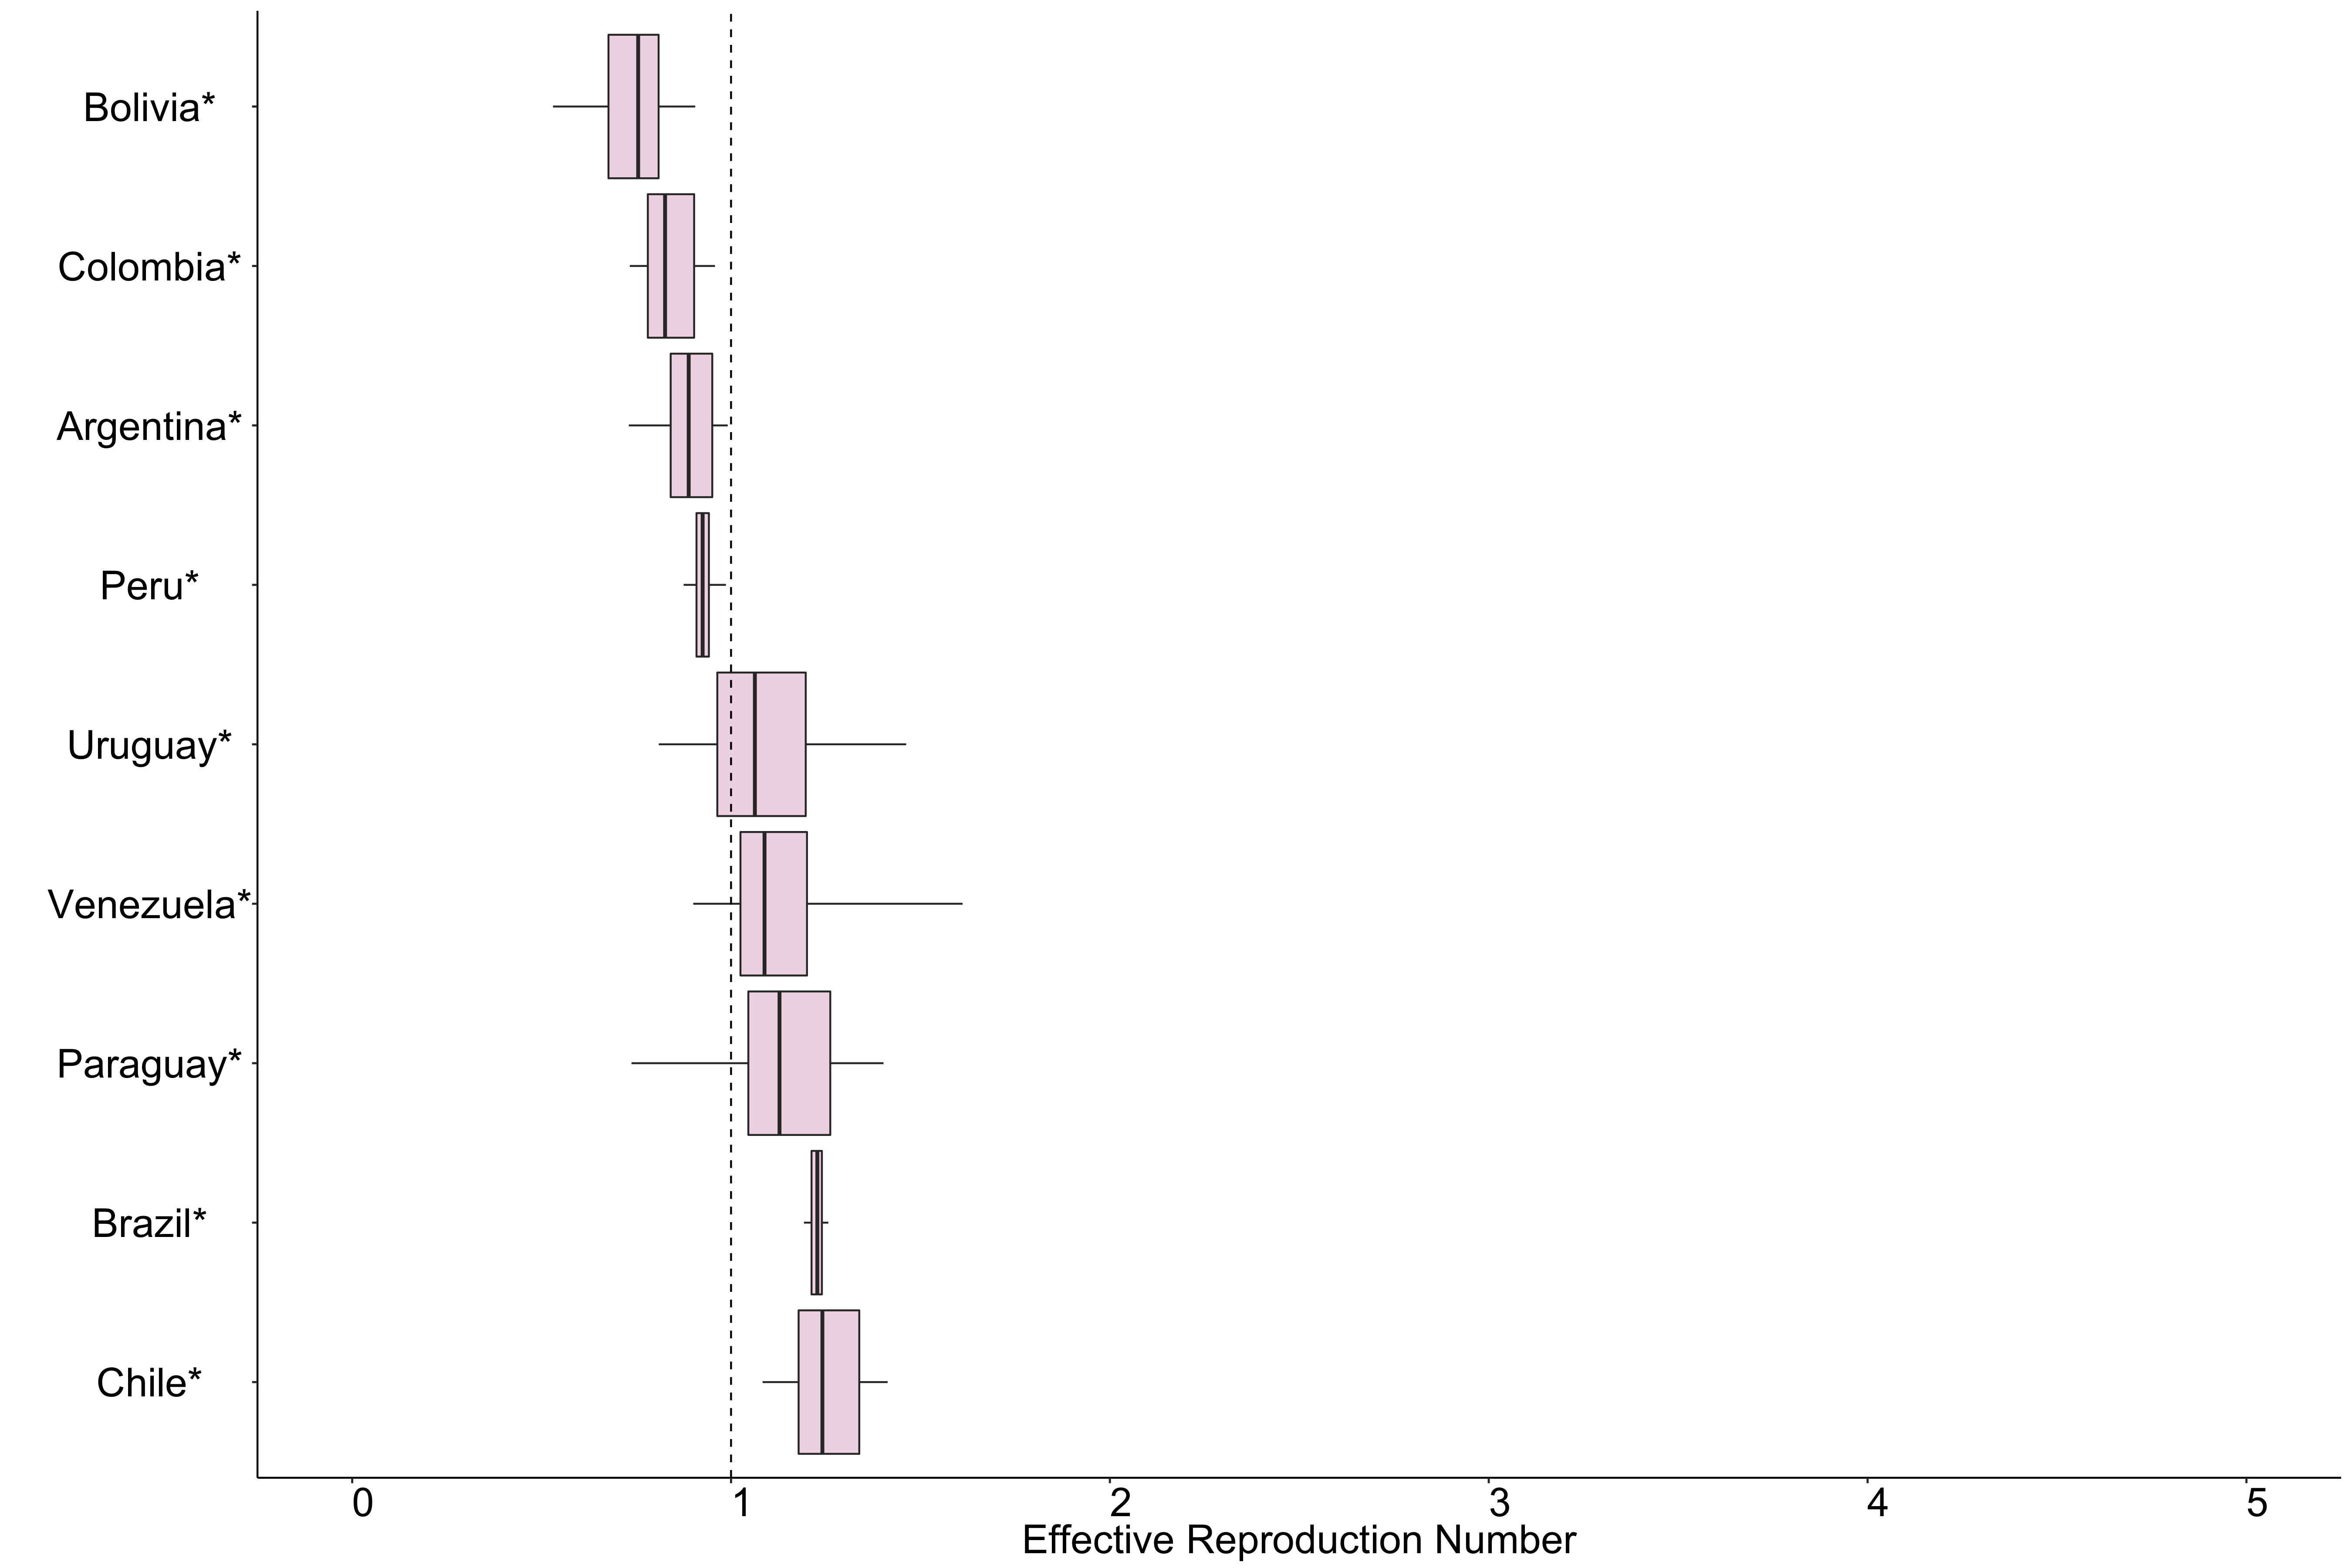 Bolivia*
Colombia*
Argentina*
Peru*
Uruguay*
Venezuela*
Paraguay*
Brazil*
Chile*
0 1 2 3 4 5
Effective Reproduction Number